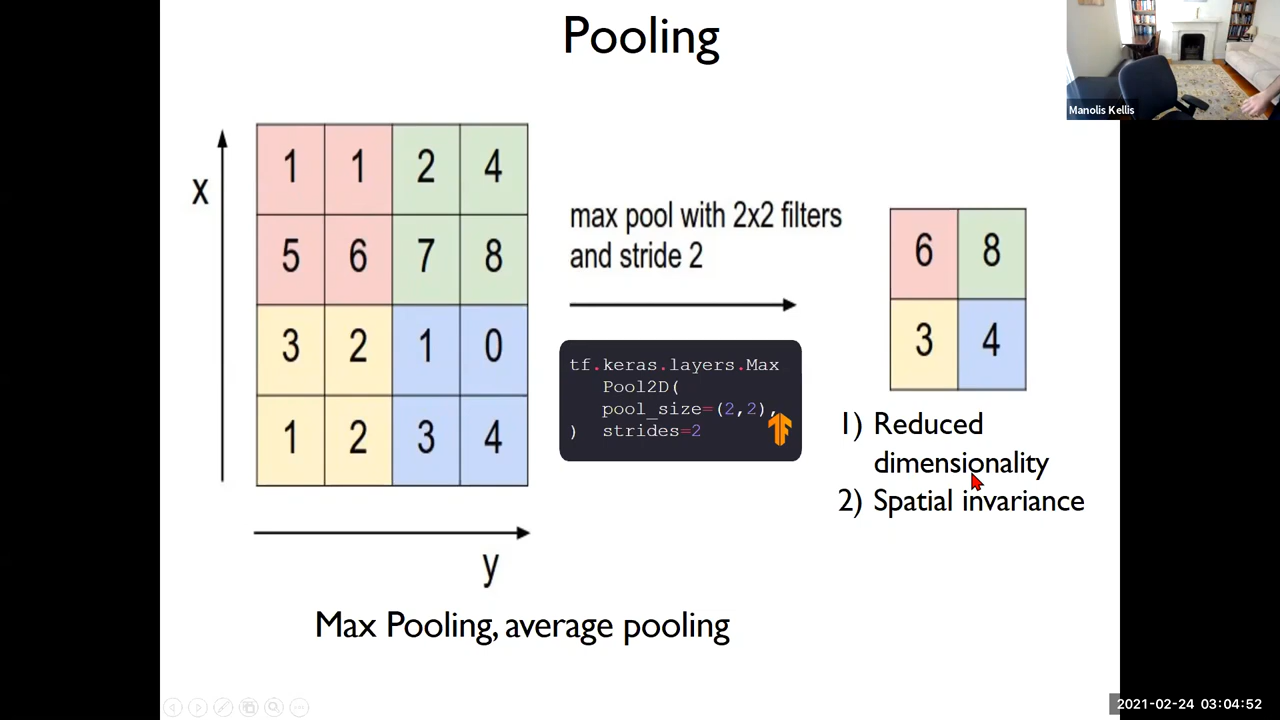 Pooling
Manolis Kellis
x
1 1 2 4
5 6 7 8
3 2 1 0
1 2 3 4
y
max pool with 2x2 filters
and stride 2
tf.keras.layers.Max
Pool2D(
pool_size=(2,2),
) strides=2
6 8
3 4
1) Reduced
dimensionality
2) Spatial invariance
Max Pooling, average pooling
2021-02-24 03:04:52